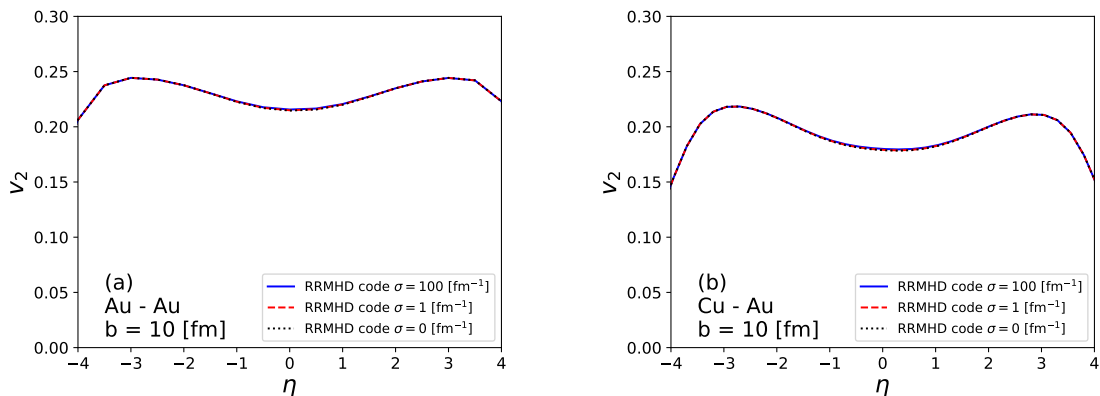 0.30
0.25
0.20
0.15
0.10
0.05
0.00
v₂
(a)
Au - Au
b = 10 [fm]
RRMHD code σ = 100 [fm⁻¹]
RRMHD code σ = 1 [fm⁻¹]
RRMHD code σ = 0 [fm⁻¹]
−4 −3 −2 −1 0 1 2 3 4
η
0.30
0.25
0.20
0.15
0.10
0.05
0.00
v₂
(b)
Cu - Au
b = 10 [fm]
RRMHD code σ = 100 [fm⁻¹]
RRMHD code σ = 1 [fm⁻¹]
RRMHD code σ = 0 [fm⁻¹]
−4 −3 −2 −1 0 1 2 3 4
η